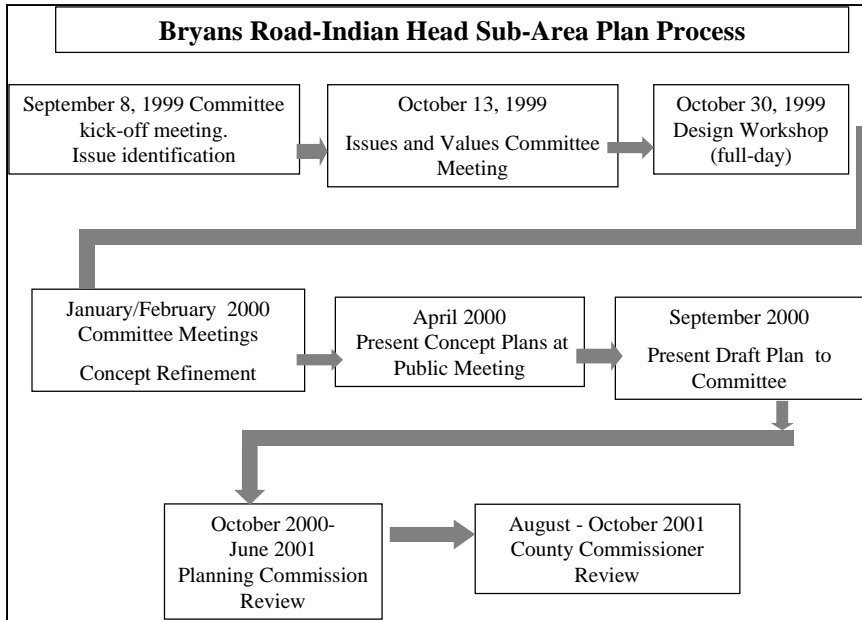 Bryans Road-Indian Head Sub-Area Plan Process
September 8, 1999 Committee
kick-off meeting.
Issue identification
October 13, 1999
Issues and Values Committee
Meeting
October 30, 1999
Design Workshop
(full-day)
January/February 2000
Committee Meetings
Concept Refinement
April 2000
Present Concept Plans at
Public Meeting
September 2000
Present Draft Plan to
Committee
October 2000-
June 2001
Planning Commission
Review
August - October 2001
County Commissioner
Review